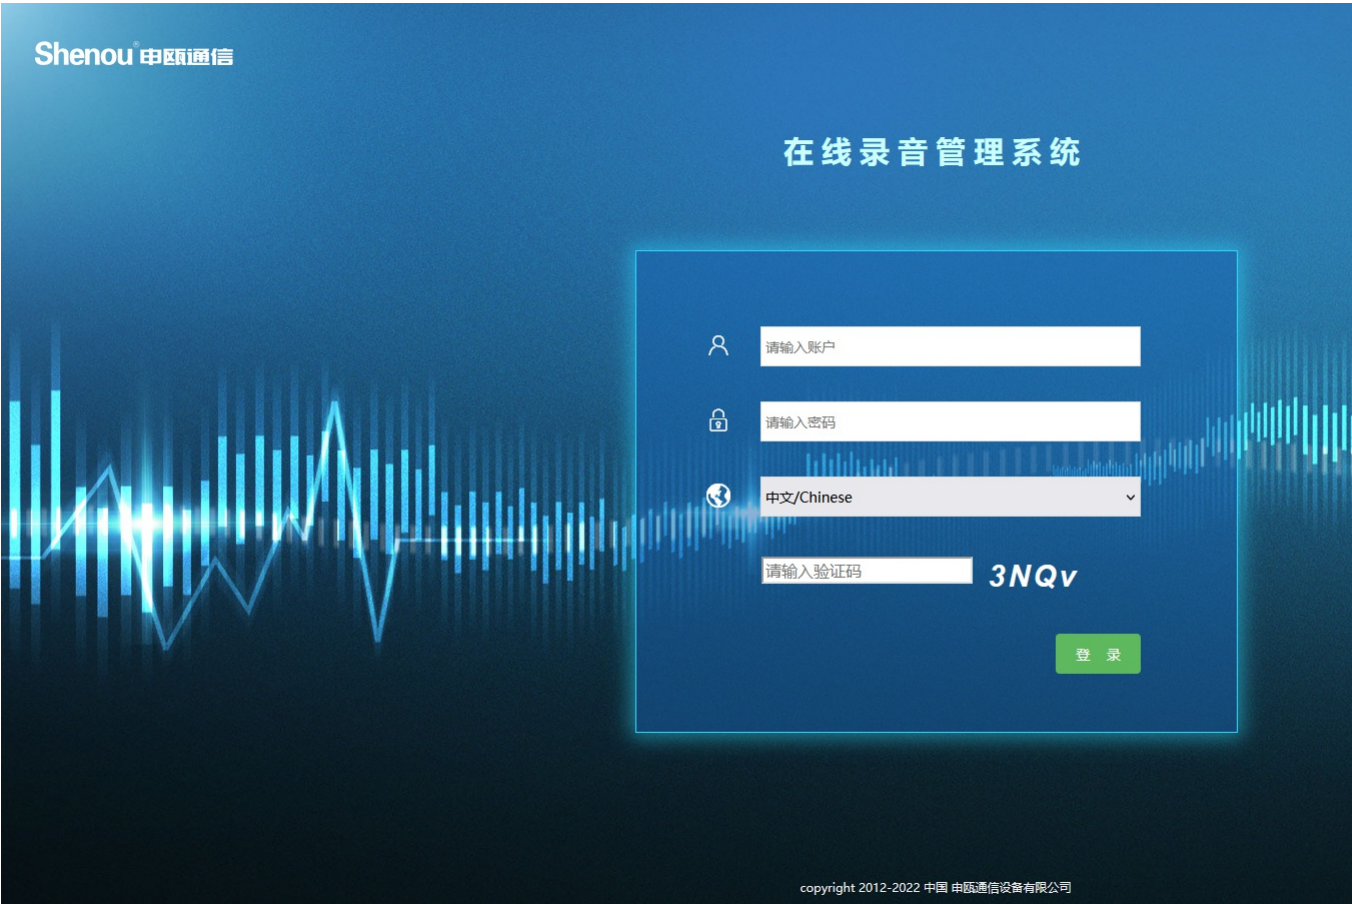 Shenou®申瓯通信
在线录音管理系统
请输入账户
请输入密码
中文/Chinese
请输入验证码 3NQv
登 录
copyright 2012-2022 中国 申瓯通信设备有限公司